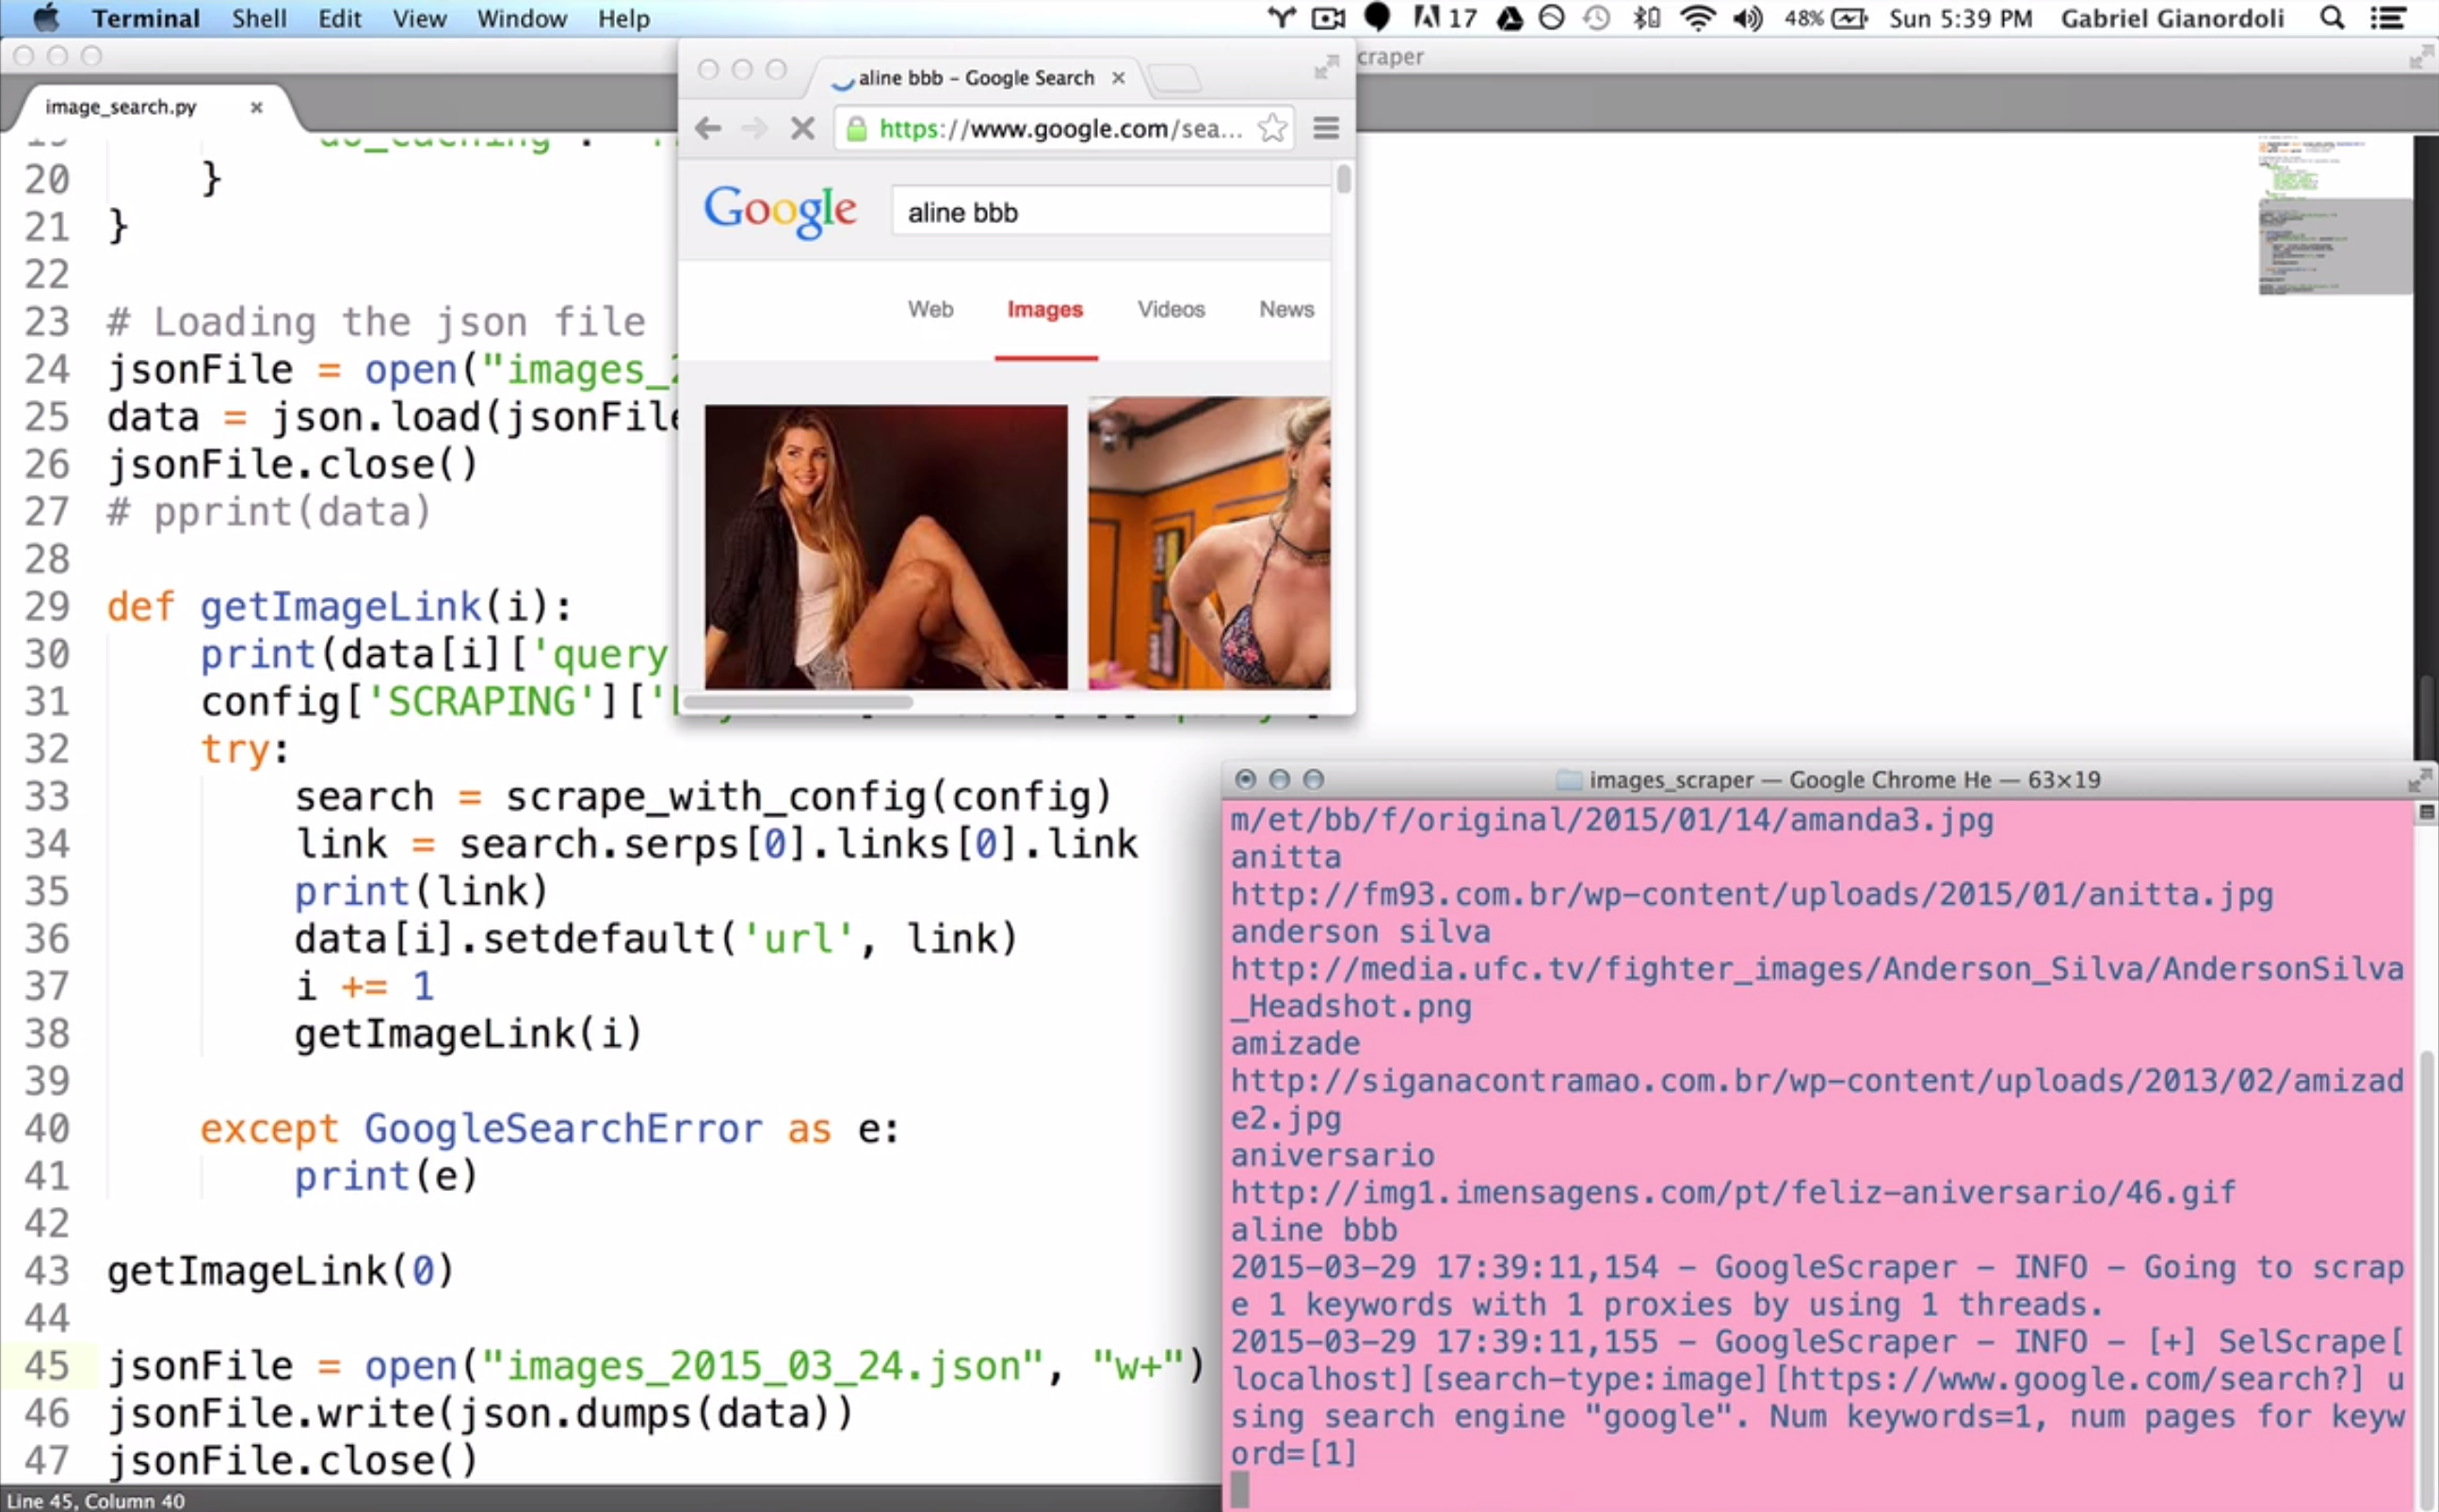 Terminal Shell Edit View Window Help 17 48% Sun 5:39 PM Gabriel Gianordoli
craper
image_search.py
aline bbb - Google Search
https://www.google.com/sea...
Google aline bbb
Web Images Videos News
20 }
21 }
22
23 # Loading the json file
24 jsonFile = open("images_
25 data = json.load(jsonFile
26 jsonFile.close()
27 # pprint(data)
28
29 def getImageLink(i):
30 print(data[i]['query
31 config['SCRAPING']['
32 try:
33 search = scrape_with_config(config)
34 link = search.serps[0].links[0].link
35 print(link)
36 data[i].setdefault('url', link)
37 i += 1
38 getImageLink(i)
39
40 except GoogleSearchError as e:
41 print(e)
42
43 getImageLink(0)
44
45 jsonFile = open("images_2015_03_24.json", "w+")
46 jsonFile.write(json.dumps(data))
47 jsonFile.close()
Line 45, Column 40
images_scraper — Google Chrome He — 63×19
m/et/bb/f/original/2015/01/14/amanda3.jpg
anitta
http://fm93.com.br/wp-content/uploads/2015/01/anitta.jpg
anderson silva
http://media.ufc.tv/fighter_images/Anderson_Silva/AndersonSilva
_Headshot.png
amizade
http://siganacontramao.com.br/wp-content/uploads/2013/02/amizad
e2.jpg
aniversario
http://img1.imensagens.com/pt/feliz-aniversario/46.gif
aline bbb
2015-03-29 17:39:11,154 - GoogleScraper - INFO - Going to scrap
e 1 keywords with 1 proxies by using 1 threads.
2015-03-29 17:39:11,155 - GoogleScraper - INFO - [+] SelScrape[
localhost][search-type:image][https://www.google.com/search?] u
sing search engine "google". Num keywords=1, num pages for keyw
ord=[1]